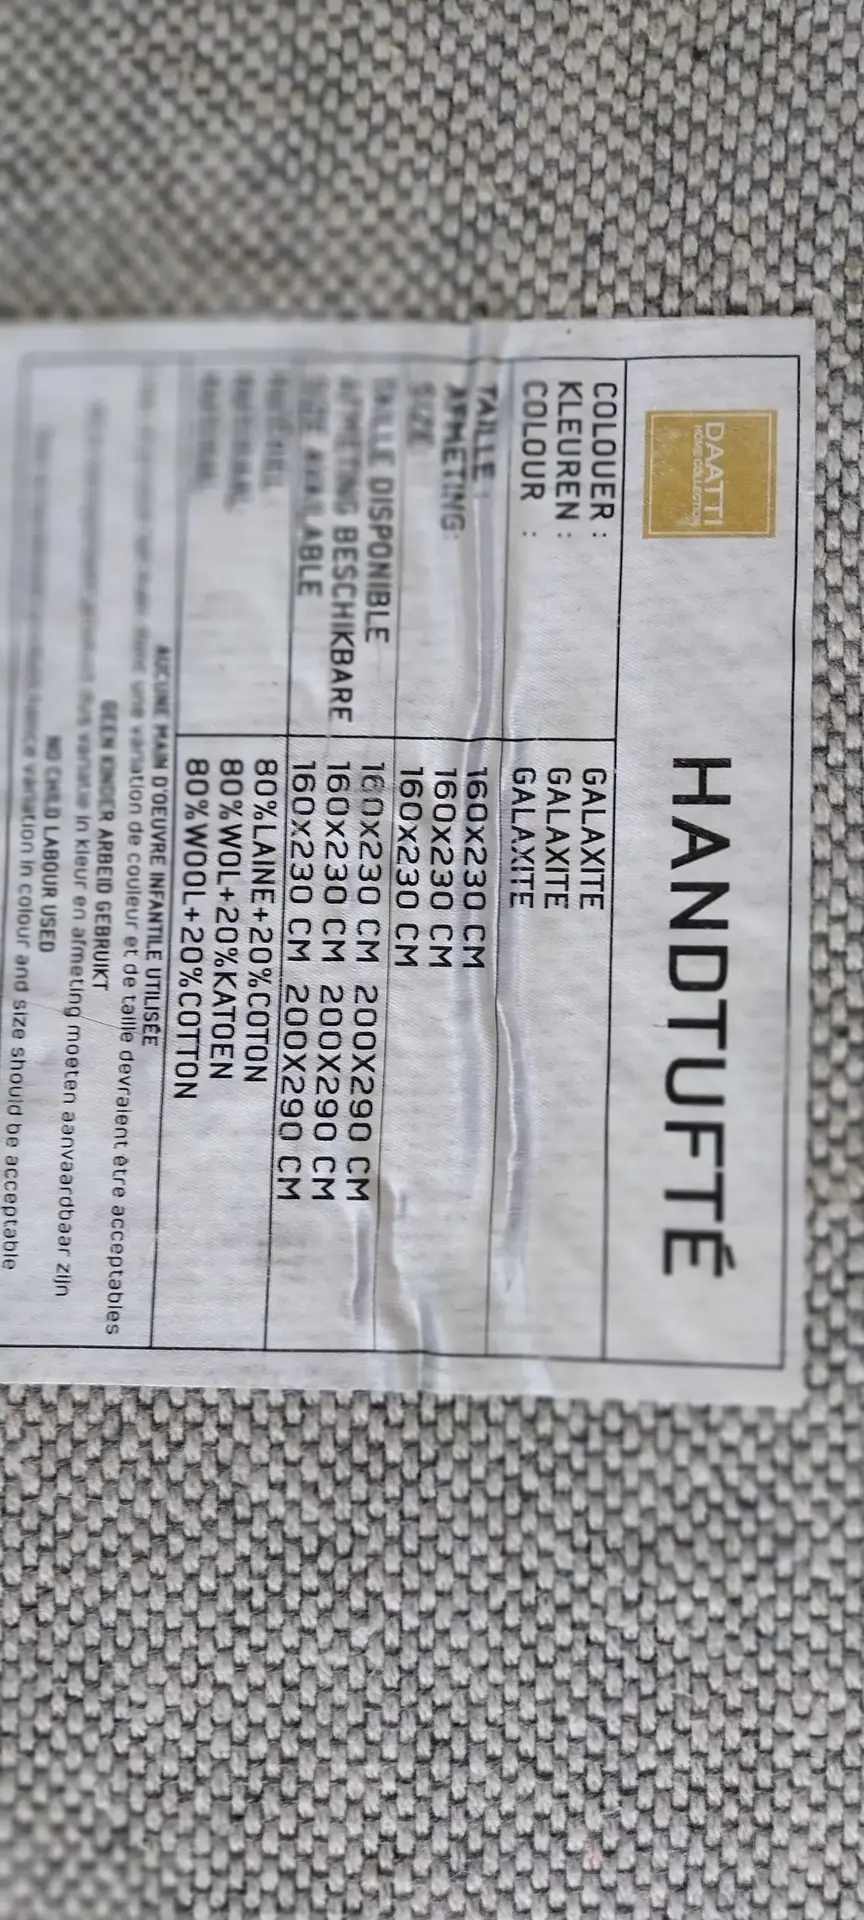 DAATTI
HOME COLLECTION
HANDTUFTÉ
COLOUER : GALAXITE
KLEUREN : GALAXITE
COLOUR : GALAXITE
TAILLE : 160x230 CM
AFMETING: 160x230 CM
SIZE 160x230 CM
TAILLE DISPONIBLE 160x230 CM 200X290 CM
AFMETING BESCHIKBARE 160x230 CM 200X290 CM
SIZE AVAILABLE 160x230 CM 200X290 CM
80%LAINE+20%COTON
80%WOL+20%KATOEN
80%WOOL+20%COTTON
AUCUNE MAIN D'OEUVRE INFANTILE UTILISÉE
une variation de couleur et de taille devraient être acceptables
GEEN KINDER ARBEID GEBRUIKT
variatie in kleur en afmeting moeten aanvaardbaar zijn
NO CHILD LABOUR USED
variation in colour and size should be acceptable